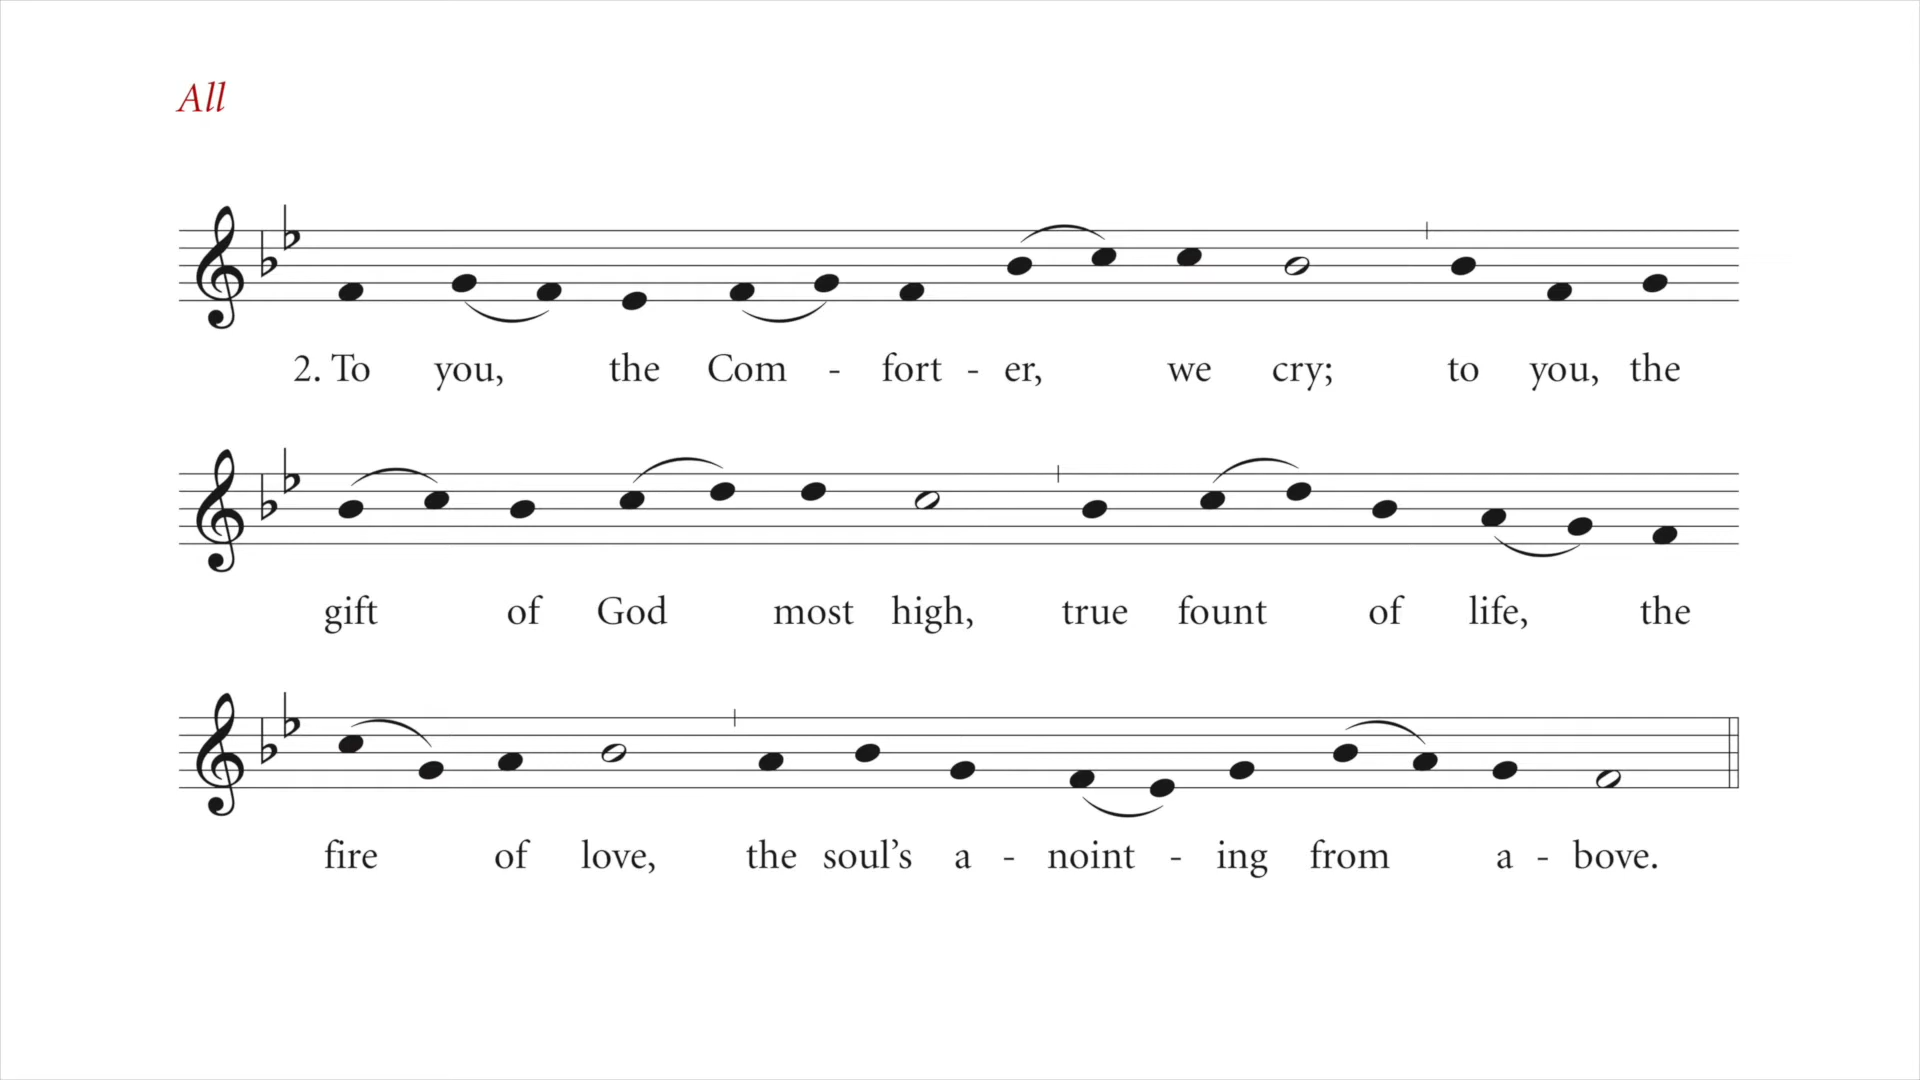 All
2. To you, the Com - fort - er, we cry; to you, the
gift of God most high, true fount of life, the
fire of love, the soul’s a - noint - ing from a - bove.